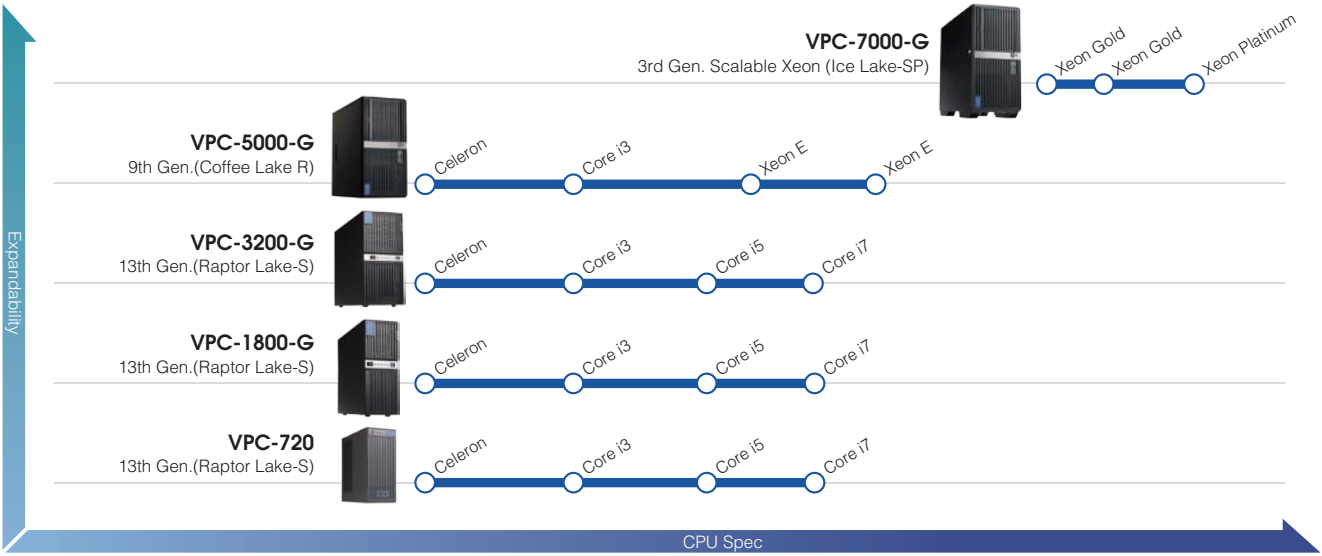 VPC-7000-G
3rd Gen. Scalable Xeon (Ice Lake-SP)
Xeon Gold
Xeon Gold
Xeon Platinum
VPC-5000-G
9th Gen.(Coffee Lake R)
Celeron
Core i3
Xeon E
Xeon E
VPC-3200-G
13th Gen.(Raptor Lake-S)
Celeron
Core i3
Core i5
Core i7
VPC-1800-G
13th Gen.(Raptor Lake-S)
Celeron
Core i3
Core i5
Core i7
VPC-720
13th Gen.(Raptor Lake-S)
Celeron
Core i3
Core i5
Core i7
Expandability
CPU Spec